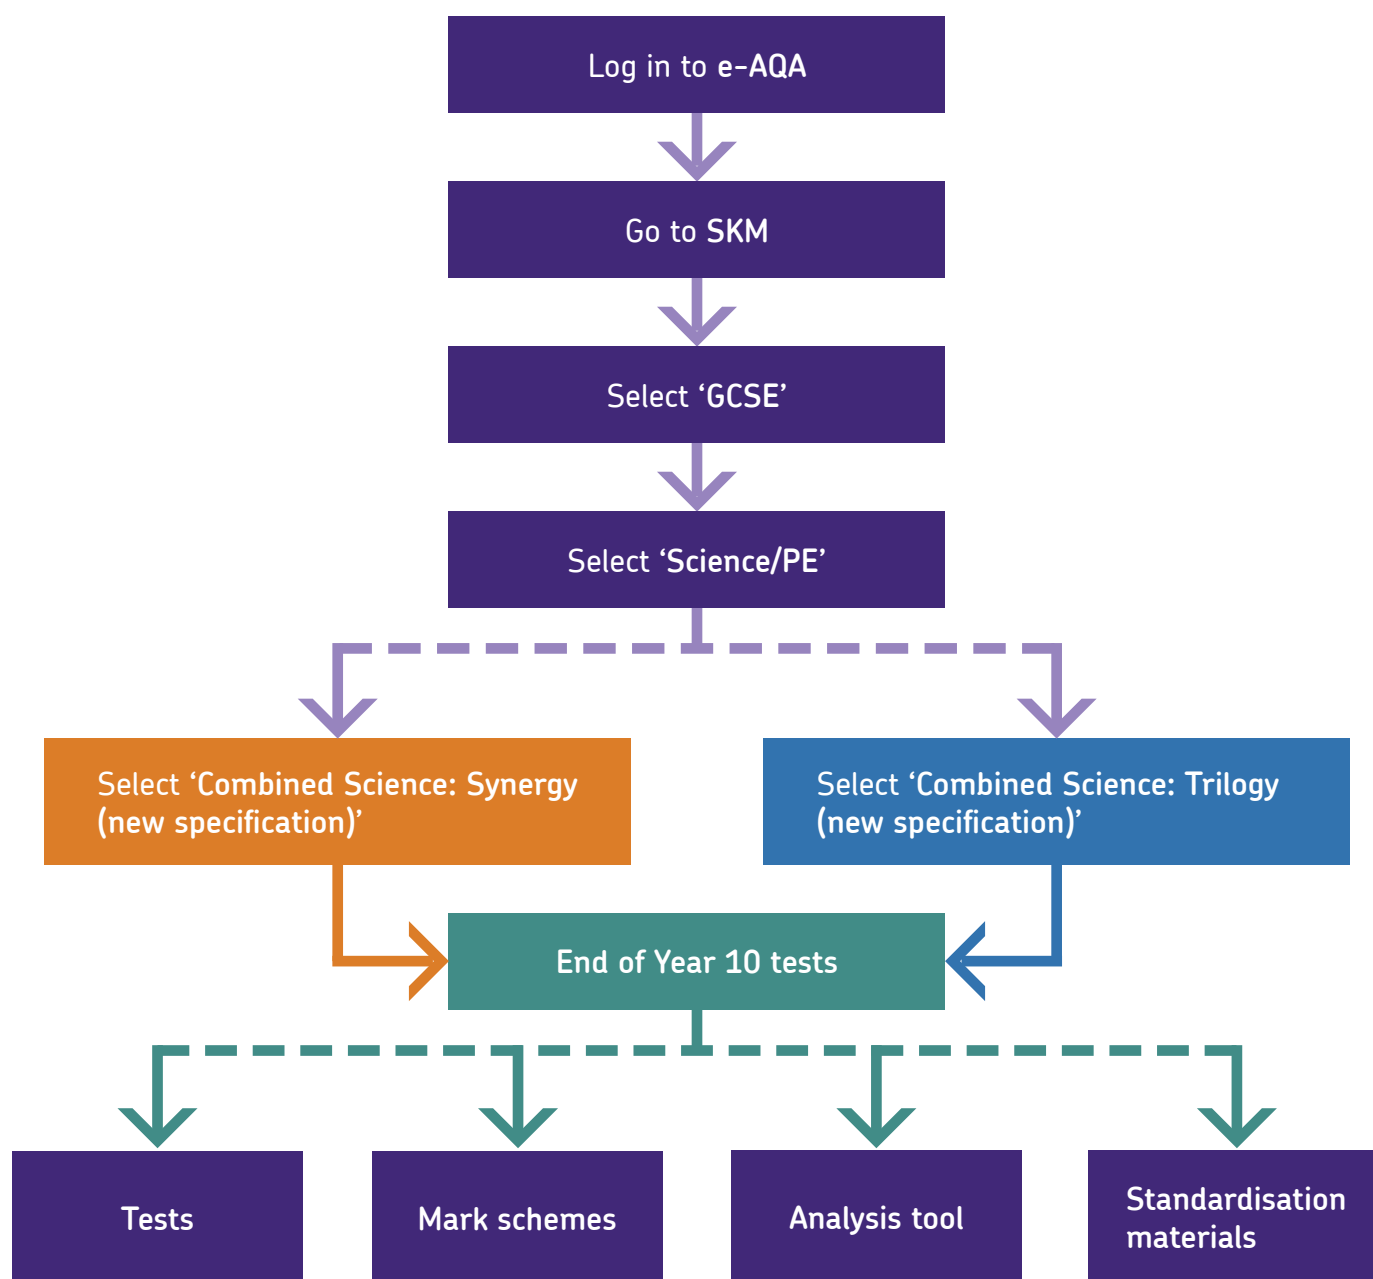 Log in to e-AQA
Go to SKM
Select ‘GCSE’
Select ‘Science/PE’
Select ‘Combined Science: Synergy
(new specification)’
Select ‘Combined Science: Trilogy
(new specification)’
End of Year 10 tests
Tests
Mark schemes
Analysis tool
Standardisation
materials